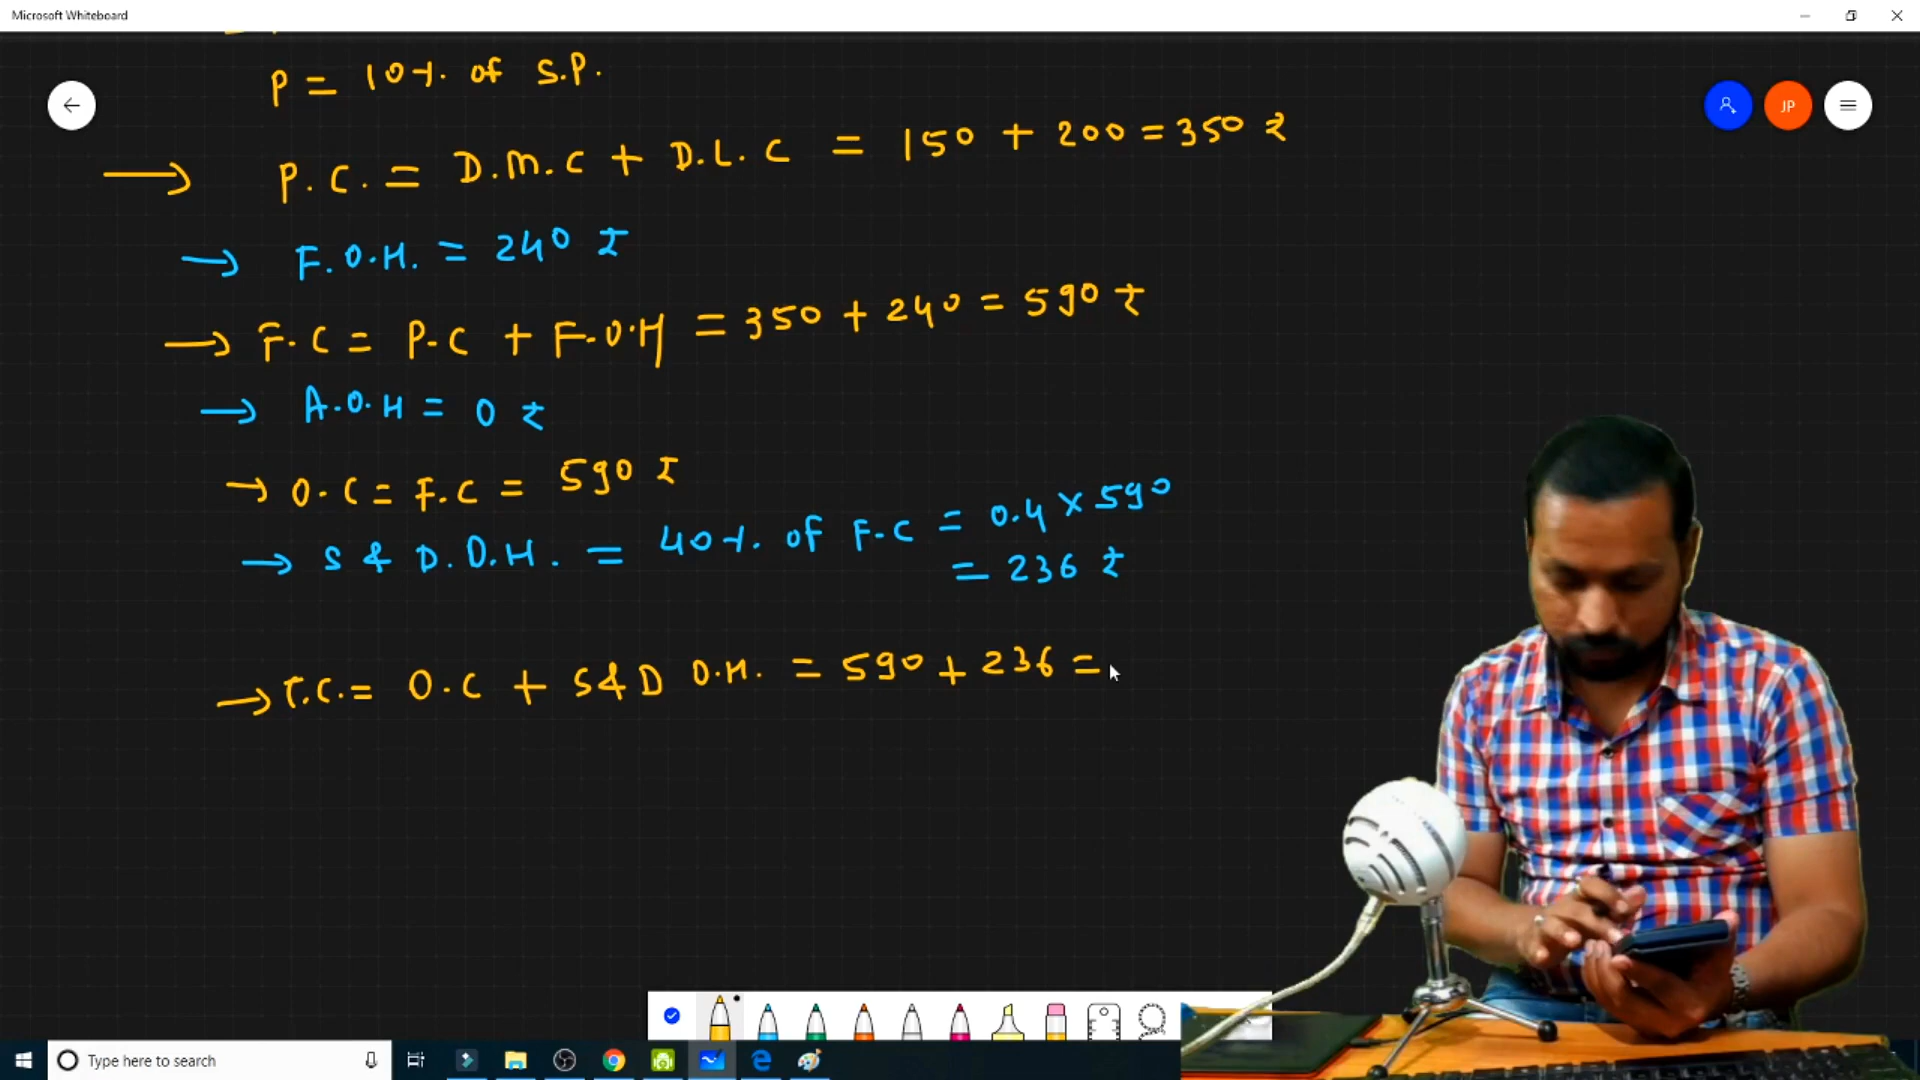 Microsoft Whiteboard
P = 10%. of S.P.
JP
→ P.C. = D.M.C + D.L.C = 150 + 200 = 350 ₹
→ F.O.H. = 240 ₹
→ F.C = P.C + F.O.H = 350 + 240 = 590 ₹
→ A.O.H = 0 ₹
→ O.C = F.C = 590 ₹
→ S & D.O.H. = 40%. of F.C = 0.4 × 590
= 236 ₹
→ T.C. = O.C + S & D O.H. = 590 + 236 =
Type here to search